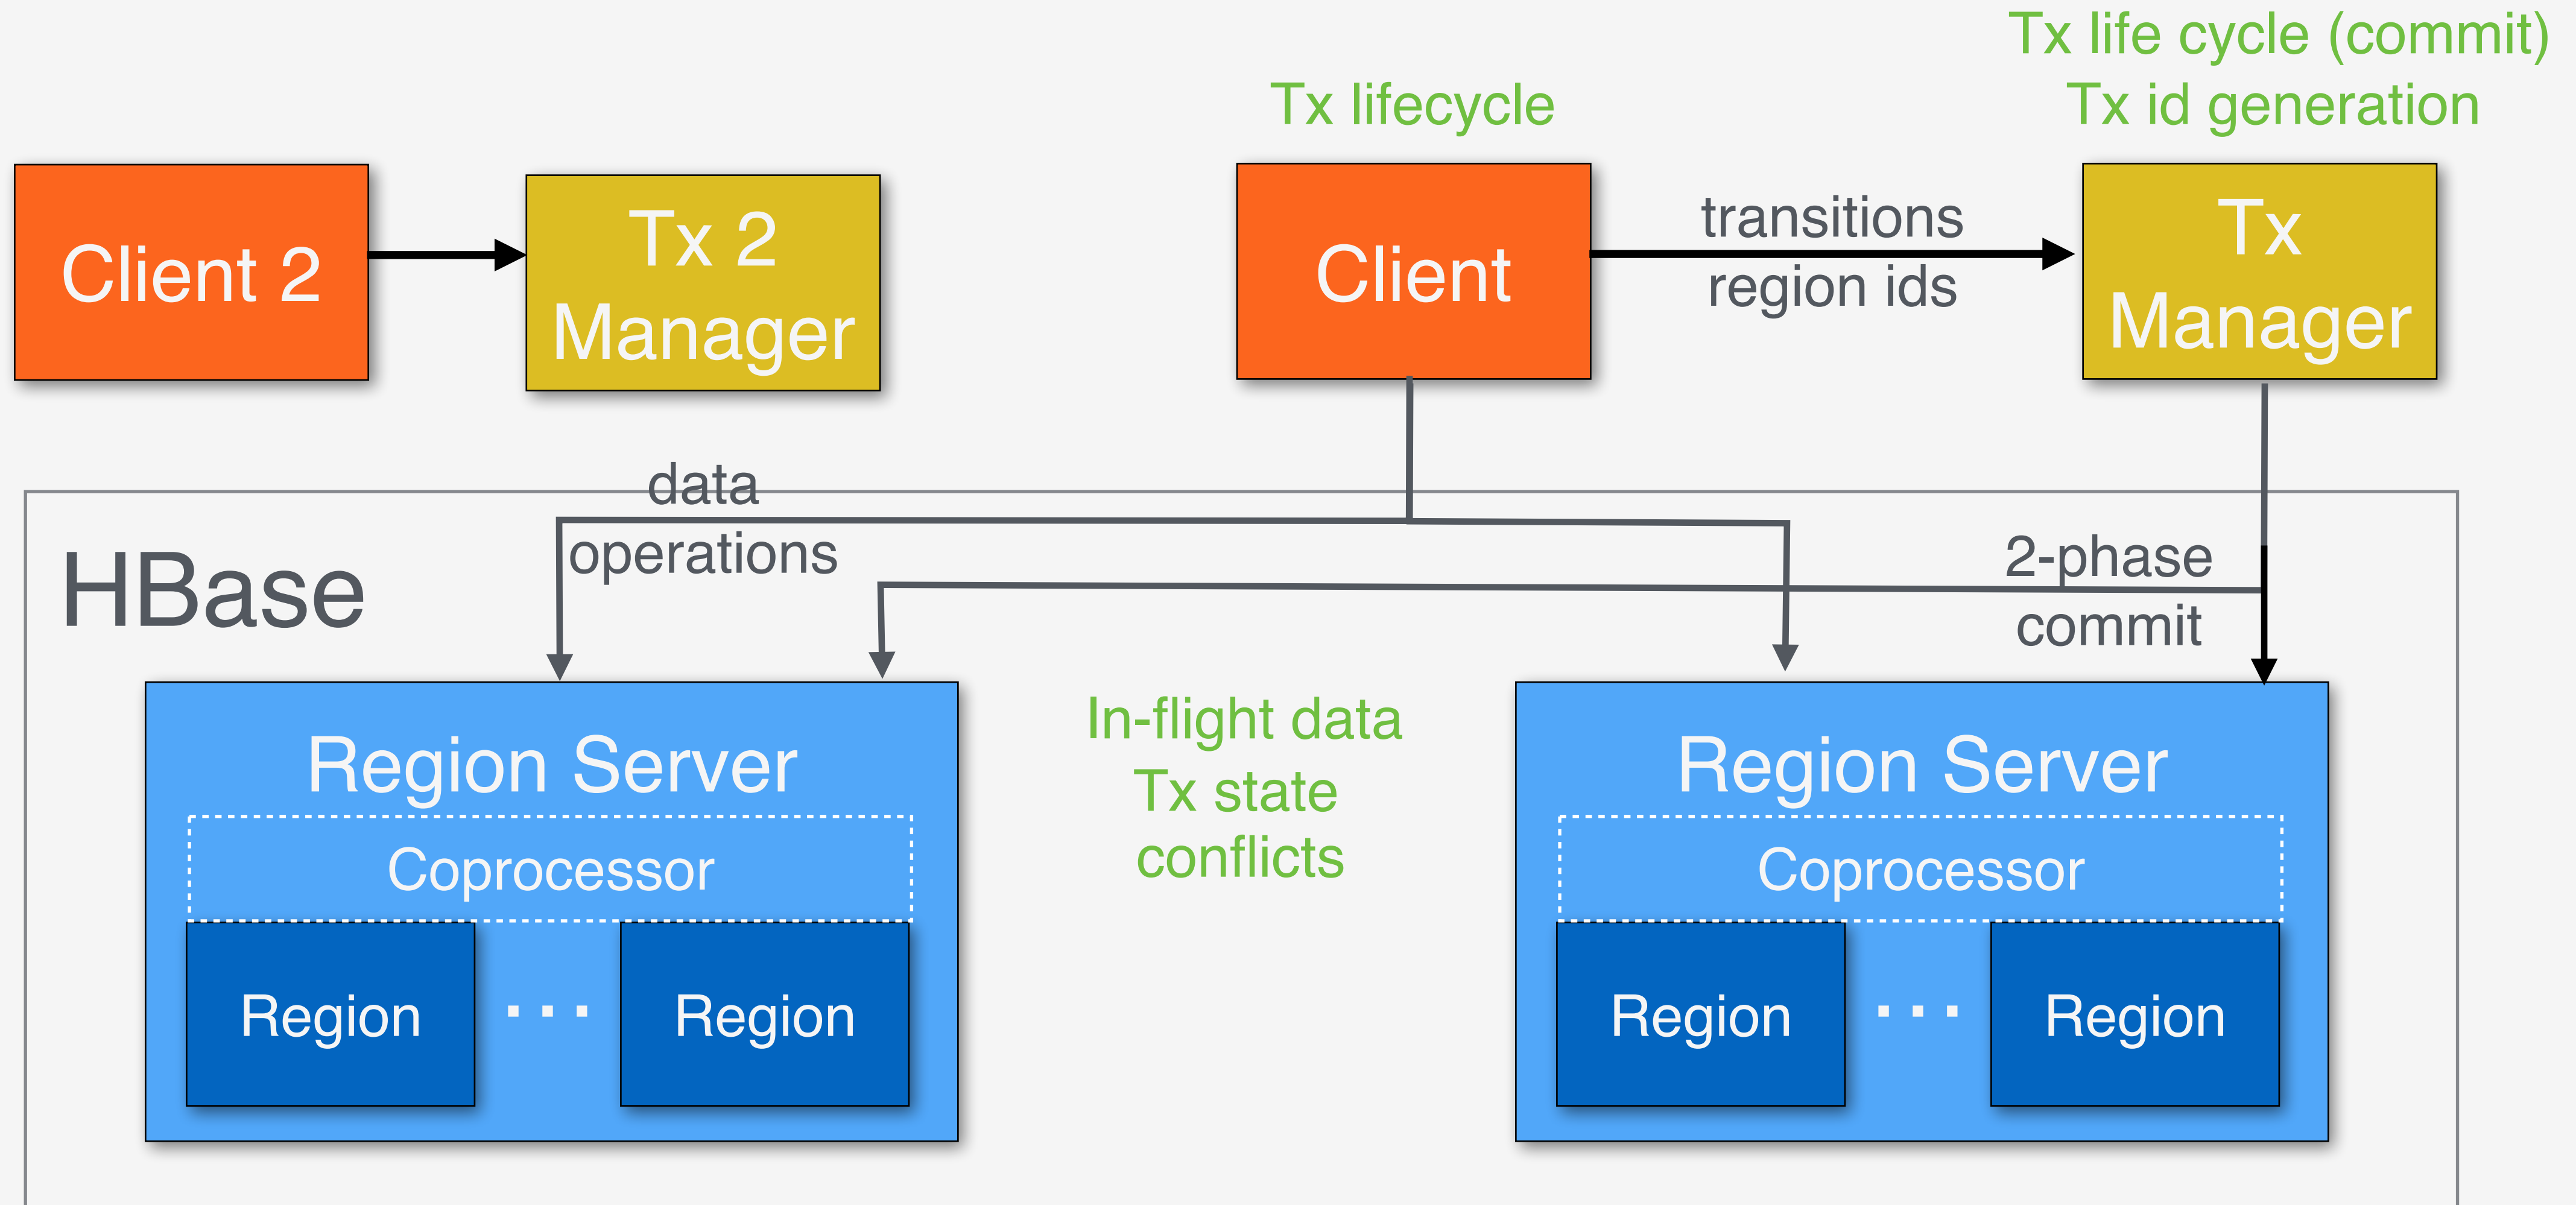 Tx life cycle (commit)
Tx lifecycle
Tx id generation
Client 2
Tx 2
Manager
Client
transitions
region ids
Tx
Manager
data
operations
HBase
2-phase
commit
Region Server
Coprocessor
Region
...
Region
In-flight data
Tx state
conflicts
Region Server
Coprocessor
Region
...
Region